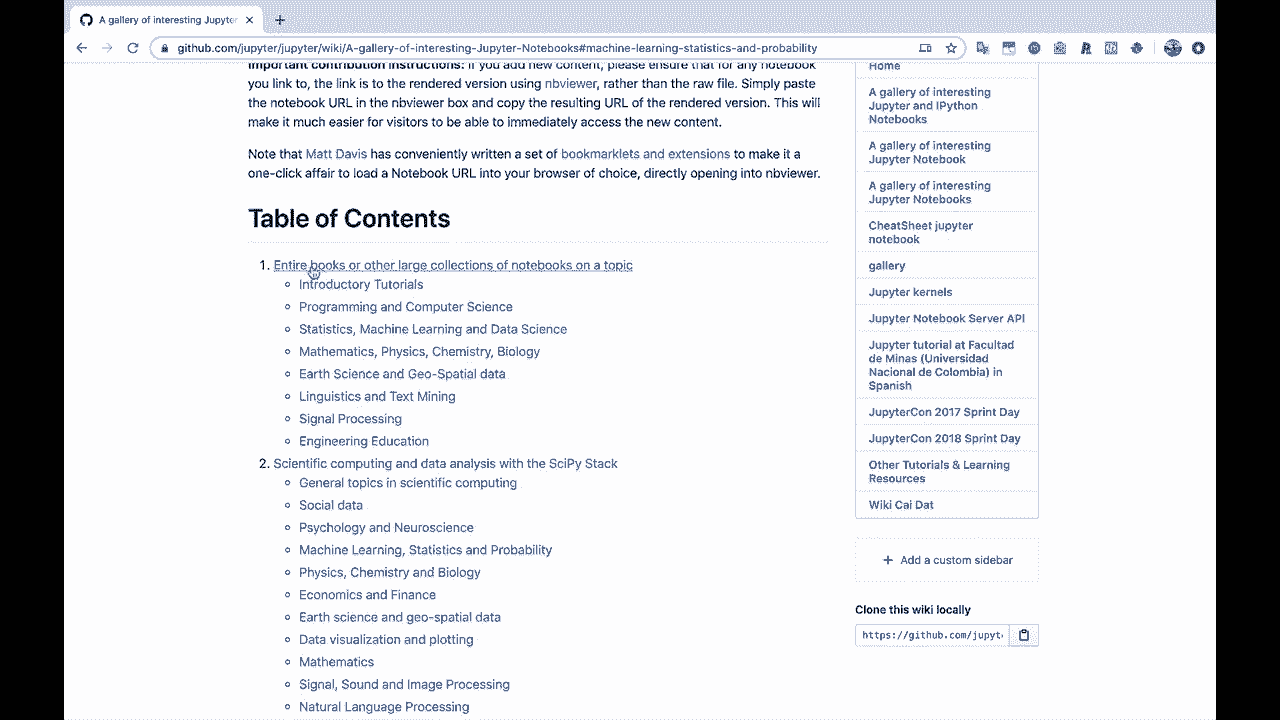 A gallery of interesting Jupyter
github.com/jupyter/jupyter/wiki/A-gallery-of-interesting-Jupyter-Notebooks#machine-learning-statistics-and-probability
Important contribution instructions: If you add new content, please ensure that for any notebook
you link to, the link is to the rendered version using nbviewer, rather than the raw file. Simply paste
the notebook URL in the nbviewer box and copy the resulting URL of the rendered version. This will
make it much easier for visitors to be able to immediately access the new content.
Note that Matt Davis has conveniently written a set of bookmarklets and extensions to make it a
one-click affair to load a Notebook URL into your browser of choice, directly opening into nbviewer.
Table of Contents
1. Entire books or other large collections of notebooks on a topic
Introductory Tutorials
Programming and Computer Science
Statistics, Machine Learning and Data Science
Mathematics, Physics, Chemistry, Biology
Earth Science and Geo-Spatial data
Linguistics and Text Mining
Signal Processing
Engineering Education
2. Scientific computing and data analysis with the SciPy Stack
General topics in scientific computing
Social data
Psychology and Neuroscience
Machine Learning, Statistics and Probability
Physics, Chemistry and Biology
Economics and Finance
Earth science and geo-spatial data
Data visualization and plotting
Mathematics
Signal, Sound and Image Processing
Natural Language Processing
Home
A gallery of interesting
Jupyter and IPython
Notebooks
A gallery of interesting
Jupyter Notebook
A gallery of interesting
Jupyter Notebooks
CheatSheet jupyter
notebook
gallery
Jupyter kernels
Jupyter Notebook Server API
Jupyter tutorial at Facultad
de Minas (Universidad
Nacional de Colombia) in
Spanish
JupyterCon 2017 Sprint Day
JupyterCon 2018 Sprint Day
Other Tutorials & Learning
Resources
Wiki Cai Dat
+ Add a custom sidebar
Clone this wiki locally
https://github.com/jupyt